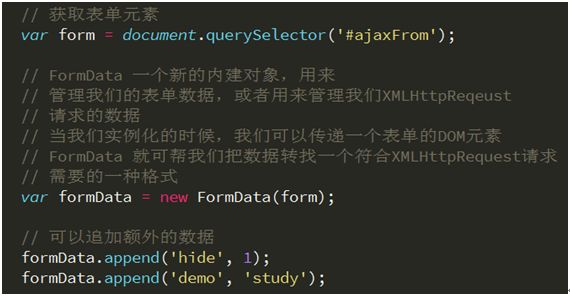 // 获取表单元素
var form = document.querySelector('#ajaxFrom');
// FormData 一个新的内建对象，用来
// 管理我们的表单数据，或者用来管理我们XMLHttpReqeust
// 请求的数据
// 当我们实例化的时候，我们可以传递一个表单的DOM元素
// FormData 就可帮我们把数据转找一个符合XMLHttpRequest请求
// 需要的一种格式
var formData = new FormData(form);
// 可以追加额外的数据
formData.append('hide', 1);
formData.append('demo', 'study');